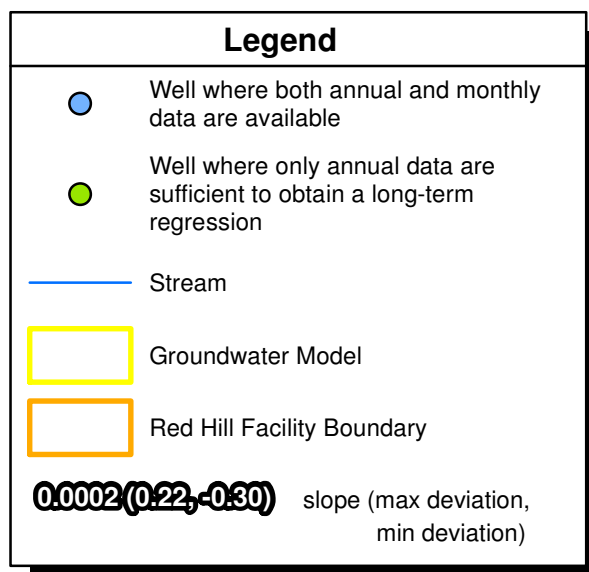 Legend
Well where both annual and monthly
data are available
Well where only annual data are
sufficient to obtain a long-term
regression
Stream
Groundwater Model
Red Hill Facility Boundary
0.0002 (0.22, -0.30) slope (max deviation,
min deviation)